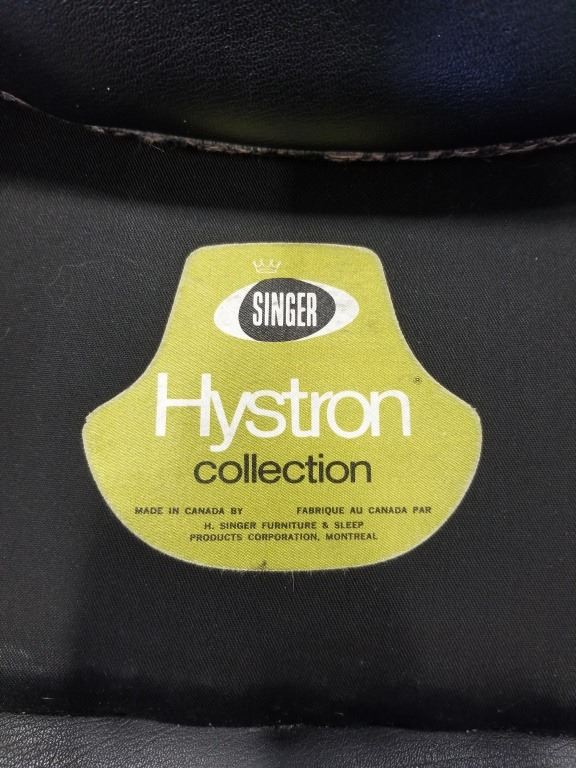 SINGER
Hystron®
collection
MADE IN CANADA BY FABRIQUE AU CANADA PAR
H. SINGER FURNITURE & SLEEP
PRODUCTS CORPORATION, MONTREAL